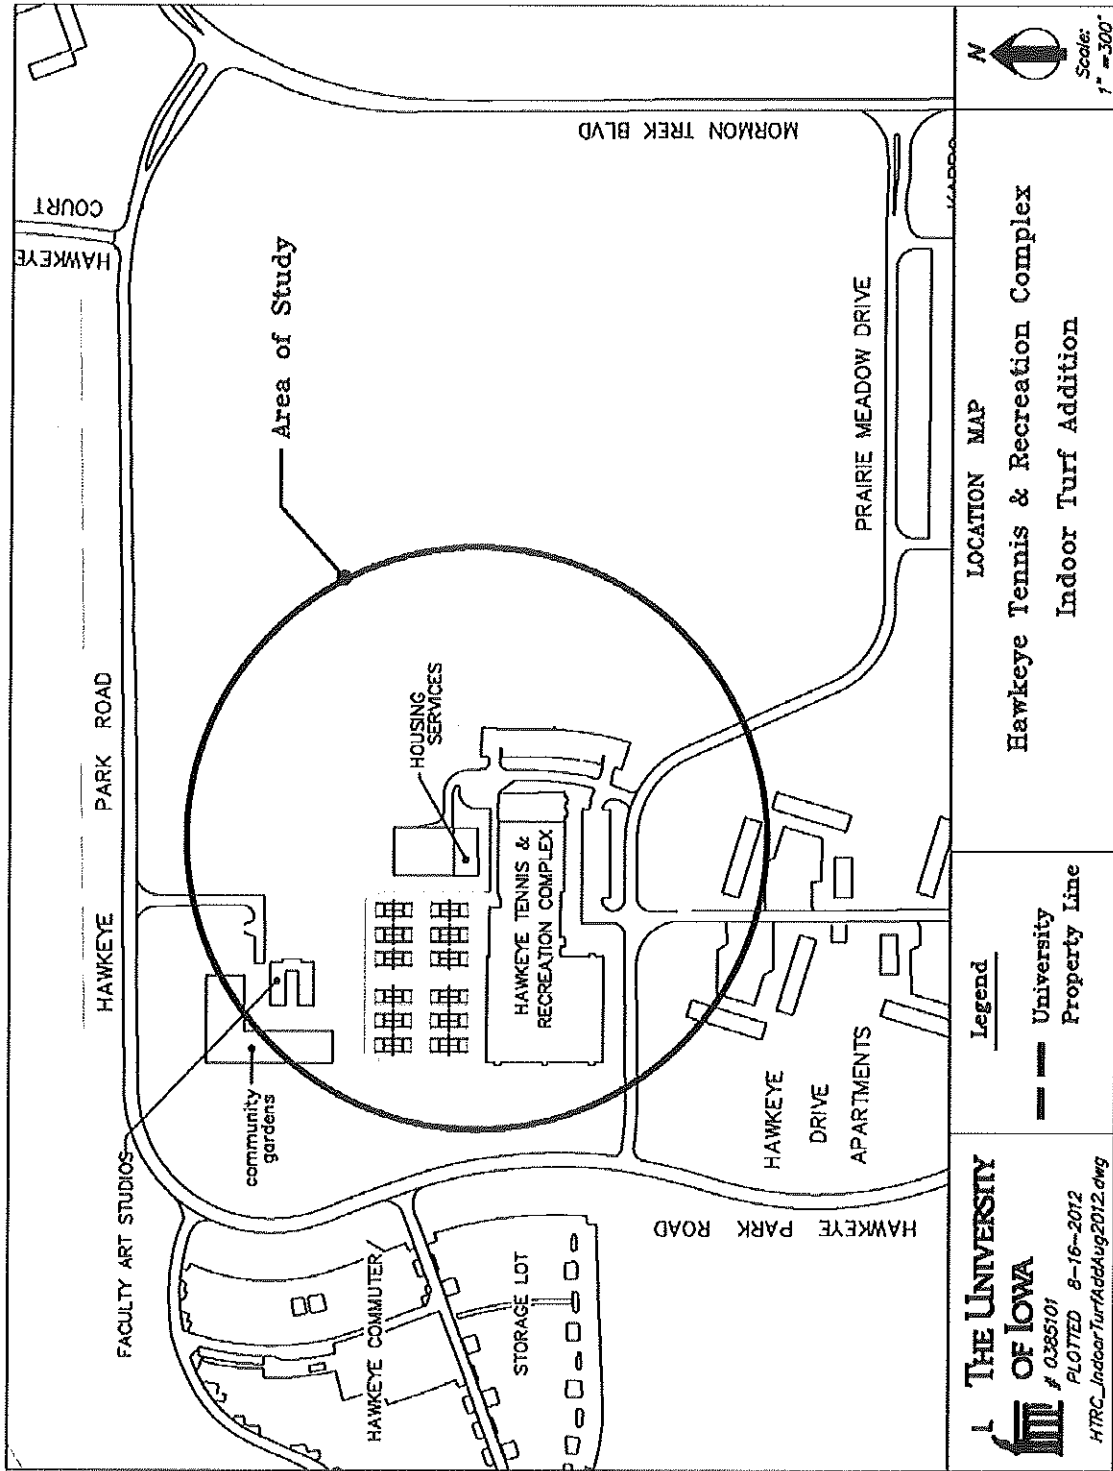 HAWKEYE
COURT
HAWKEYE PARK ROAD
Area of Study
MORMON TREK BLVD
FACULTY ART STUDIOS
community
gardens
HOUSING
SERVICES
HAWKEYE TENNIS &
RECREATION COMPLEX
PRAIRIE MEADOW DRIVE
HAWKEYE COMMUTER
STORAGE LOT
HAWKEYE PARK ROAD
HAWKEYE
DRIVE
APARTMENTS
THE UNIVERSITY
OF IOWA
# 0385101
PLOTTED 8-16-2012
HTRC_IndoorTurfAddAug2012.dwg
Legend
University
Property Line
LOCATION MAP
Hawkeye Tennis & Recreation Complex
Indoor Turf Addition
N
Scale:
1" =300'